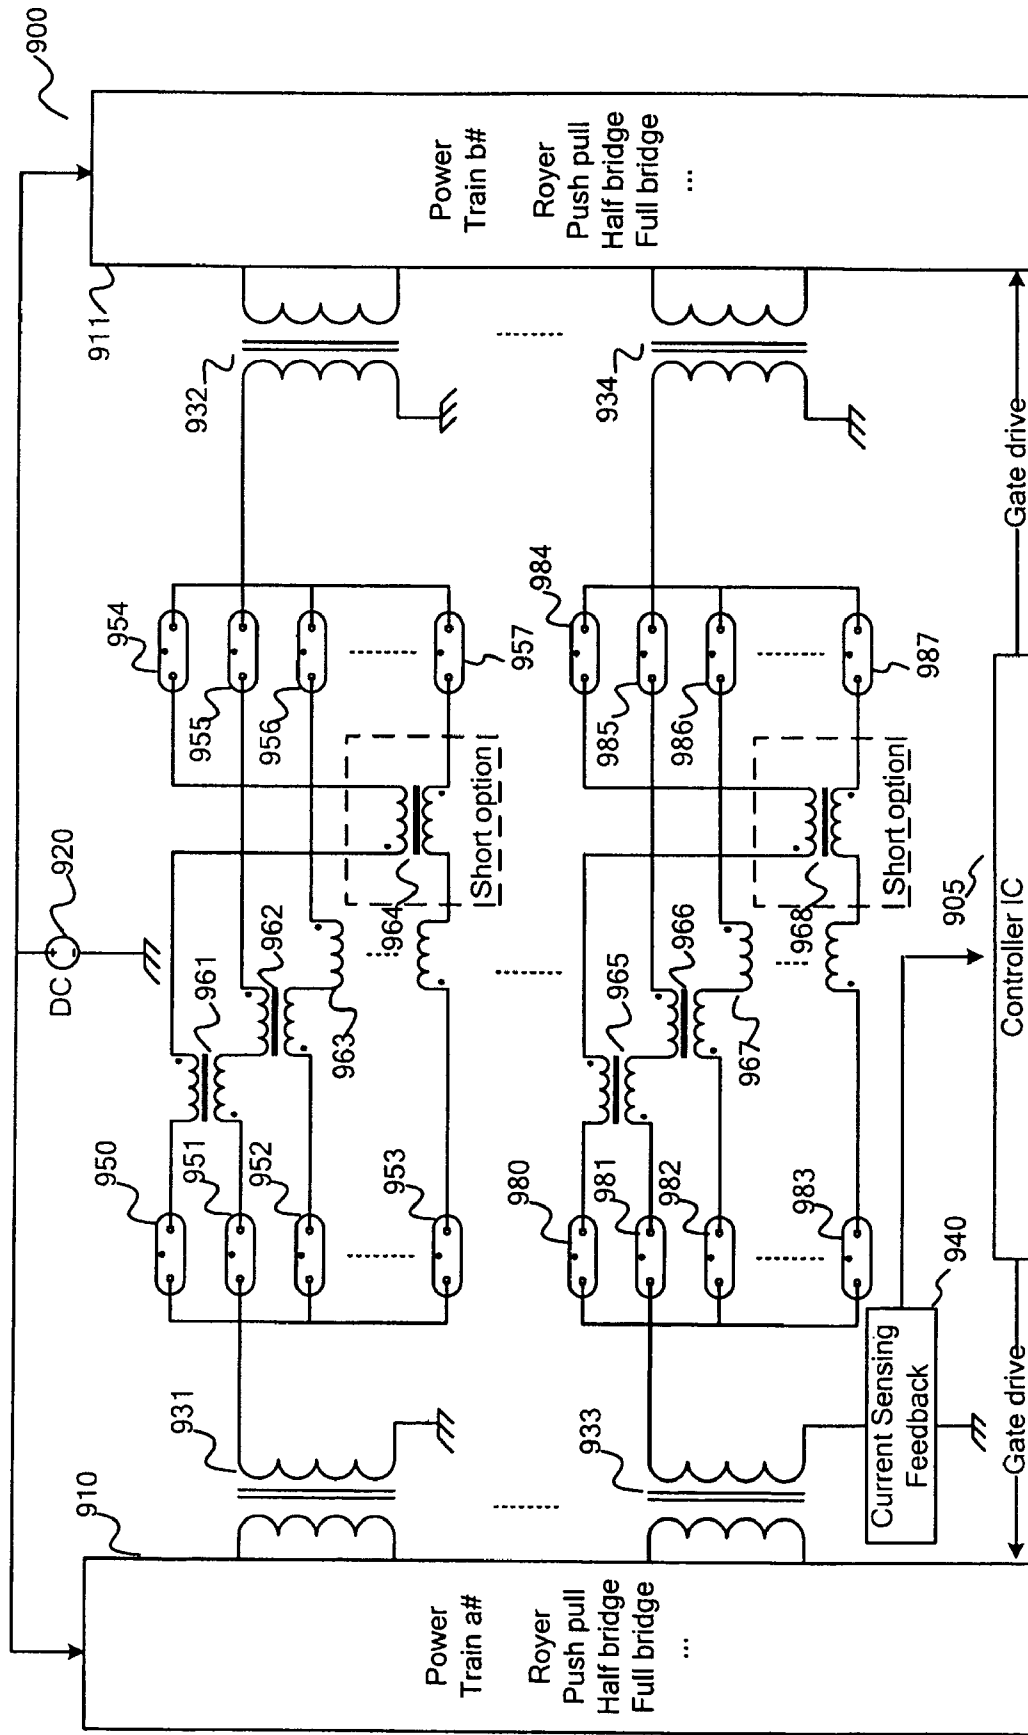 900
Power
Train b#
Royer
Push pull
Half bridge
Full bridge
...
911
932
934
Gate drive
DC
920
954
955
956
957
984
985
986
987
961
962
963
964
Short option
965
966
967
968
Short option
905
Controller IC
950
951
952
953
980
981
982
983
940
Current Sensing
Feedback
931
933
Gate drive
910
Power
Train a#
Royer
Push pull
Half bridge
Full bridge
...